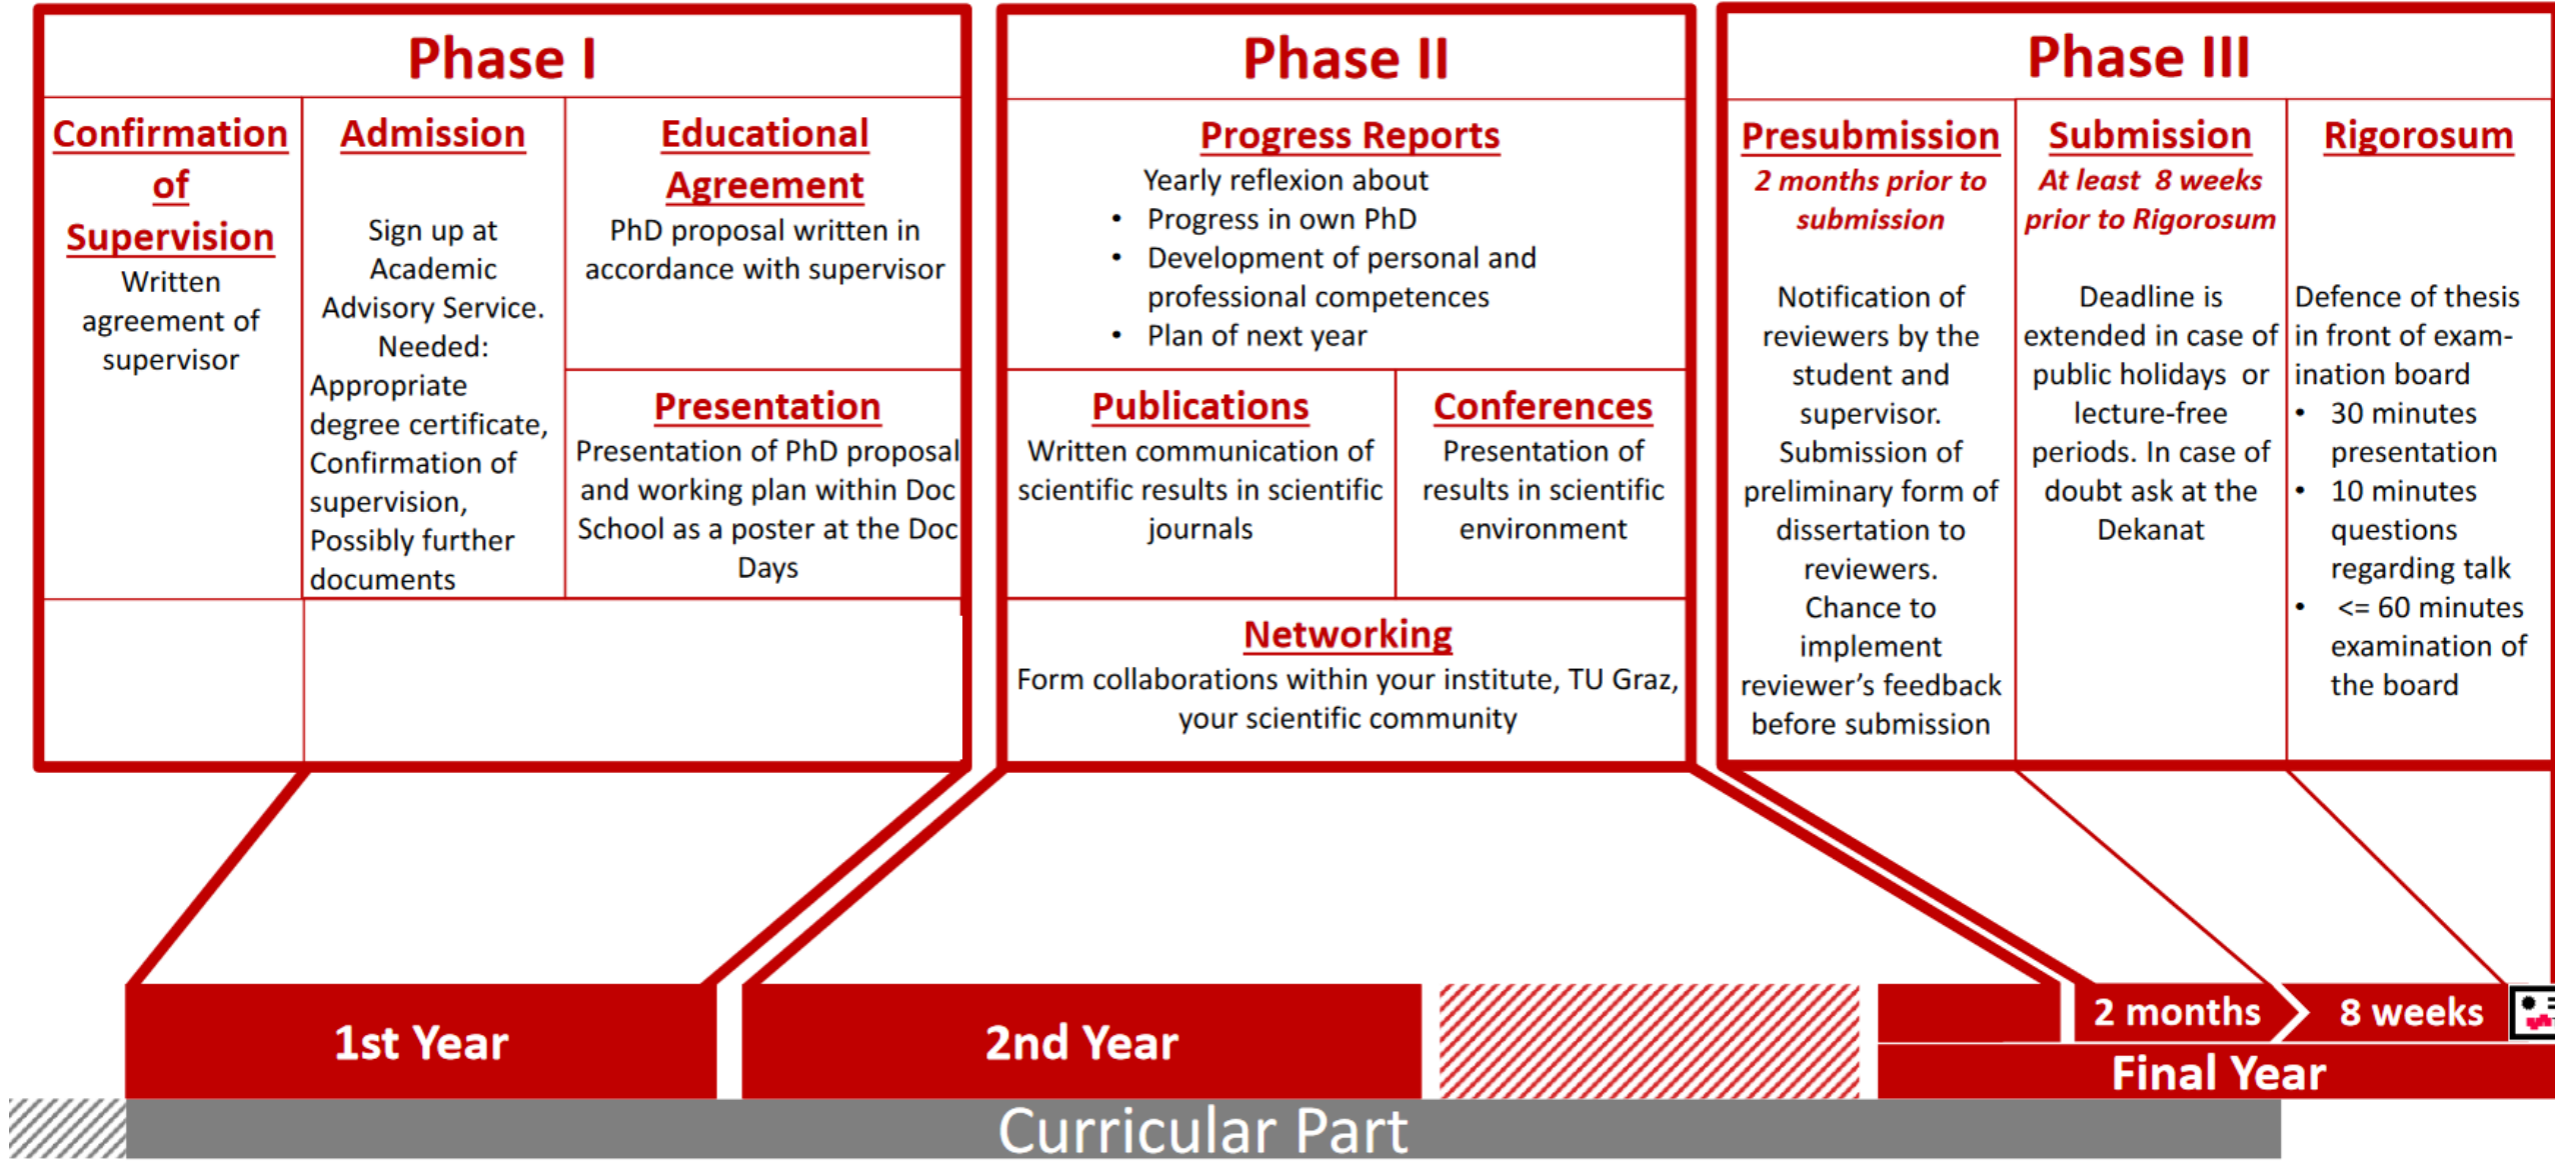 Phase I
Confirmation
of
Supervision
Written
agreement of
supervisor
Admission
Sign up at
Academic
Advisory Service.
Needed:
Appropriate
degree certificate,
Confirmation of
supervision,
Possibly further
documents
Educational
Agreement
PhD proposal written in
accordance with supervisor
Presentation
Presentation of PhD proposal
and working plan within Doc
School as a poster at the Doc
Days
Phase II
Progress Reports
Yearly reflexion about
• Progress in own PhD
• Development of personal and
professional competences
• Plan of next year
Publications
Written communication of
scientific results in scientific
journals
Conferences
Presentation of
results in scientific
environment
Networking
Form collaborations within your institute, TU Graz,
your scientific community
Phase III
Presubmission
2 months prior to
submission
Notification of
reviewers by the
student and
supervisor.
Submission of
preliminary form of
dissertation to
reviewers.
Chance to
implement
reviewer's feedback
before submission
Submission
At least 8 weeks
prior to Rigorosum
Deadline is
extended in case of
public holidays or
lecture-free
periods. In case of
doubt ask at the
Dekanat
Rigorosum
Defence of thesis
in front of exam-
ination board
• 30 minutes
presentation
• 10 minutes
questions
regarding talk
• <= 60 minutes
examination of
the board
1st Year
2nd Year
2 months
8 weeks
Final Year
Curricular Part